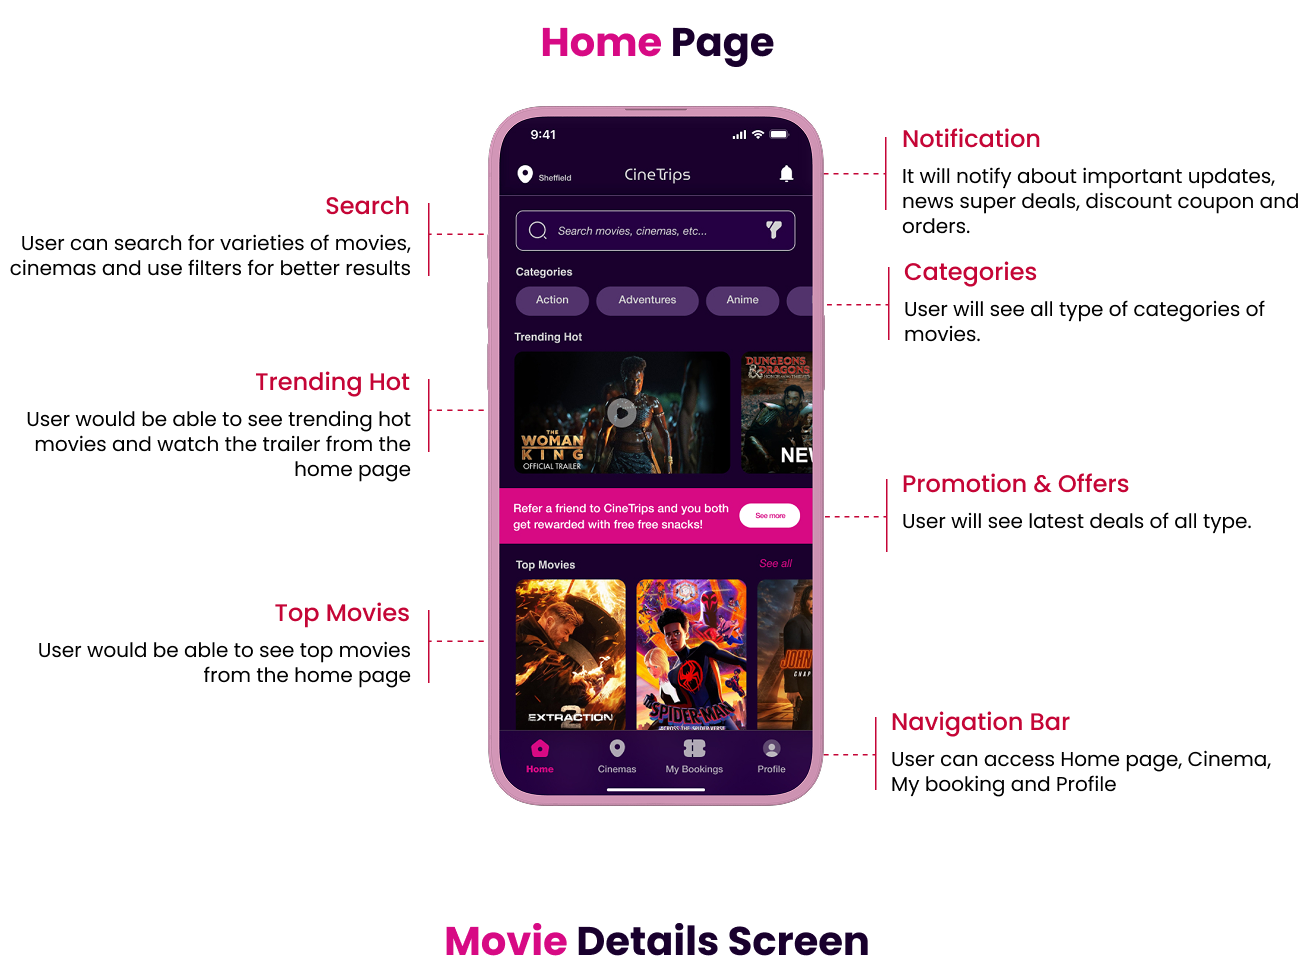 Home Page
Search
User can search for varieties of movies,
cinemas and use filters for better results
Trending Hot
User would be able to see trending hot
movies and watch the trailer from the
home page
Top Movies
User would be able to see top movies
from the home page
9:41
Sheffield
CineTrips
Search movies, cinemas, etc...
Categories
Action
Adventures
Anime
Trending Hot
THE
WOMAN
KING
OFFICIAL TRAILER
DUNGEONS
& DRAGONS
HONOR AMONG THIEVES
NEW
Refer a friend to CineTrips and you both
get rewarded with free free snacks!
See more
Top Movies
See all
EXTRACTION
2
SPIDER-MAN
ACROSS THE SPIDER-VERSE
JOHN
CHAP
Home
Cinemas
My Bookings
Profile
Notification
It will notify about important updates,
news super deals, discount coupon and
orders.
Categories
User will see all type of categories of
movies.
Promotion & Offers
User will see latest deals of all type.
Navigation Bar
User can access Home page, Cinema,
My booking and Profile
Movie Details Screen